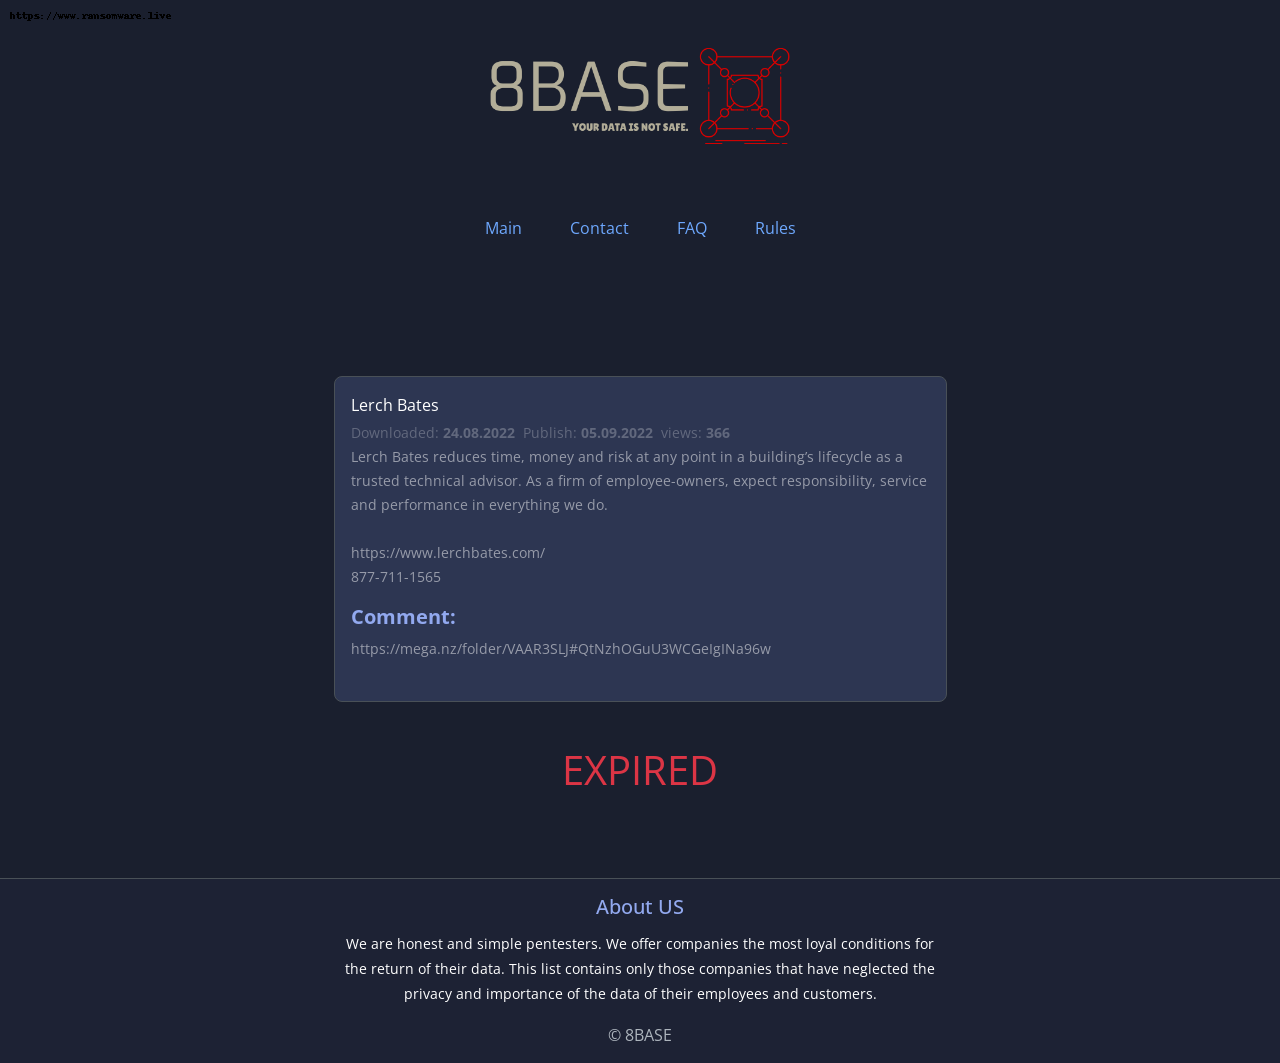 https://www.ransomware.live
8BASE
YOUR DATA IS NOT SAFE.
Main Contact FAQ Rules
Lerch Bates
Downloaded: 24.08.2022 Publish: 05.09.2022 views: 366
Lerch Bates reduces time, money and risk at any point in a building’s lifecycle as a
trusted technical advisor. As a firm of employee-owners, expect responsibility, service
and performance in everything we do.
https://www.lerchbates.com/
877-711-1565
Comment:
https://mega.nz/folder/VAAR3SLJ#QtNzhOGuU3WCGeIgINa96w
EXPIRED
About US
We are honest and simple pentesters. We offer companies the most loyal conditions for
the return of their data. This list contains only those companies that have neglected the
privacy and importance of the data of their employees and customers.
© 8BASE